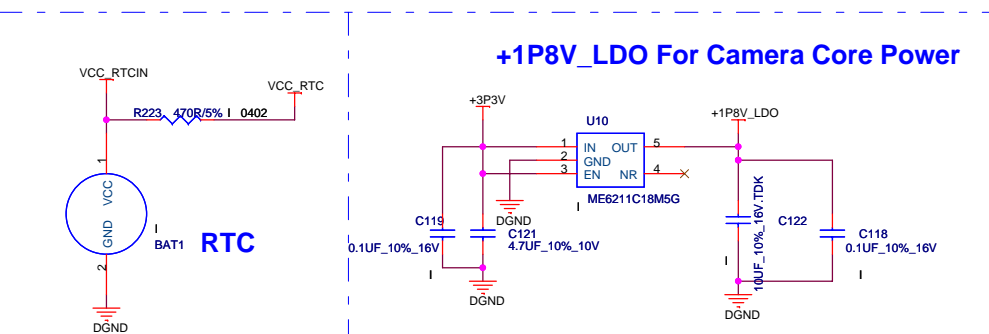 +1P8V_LDO For Camera Core Power
VCC_RTCIN
VCC_RTC
R223 470R/5% I 0402
1
VCC
GND
2
I
BAT1
RTC
DGND
+3P3V
U10
1 IN OUT 5
2 GND
3 EN NR 4
ME6211C18M5G
I
DGND
C119
0.1UF_10%_16V
I
C121
4.7UF_10%_10V
DGND
+1P8V_LDO
10UF_10%_16V.TDK
C122
I
C118
0.1UF_10%_16V
I
DGND